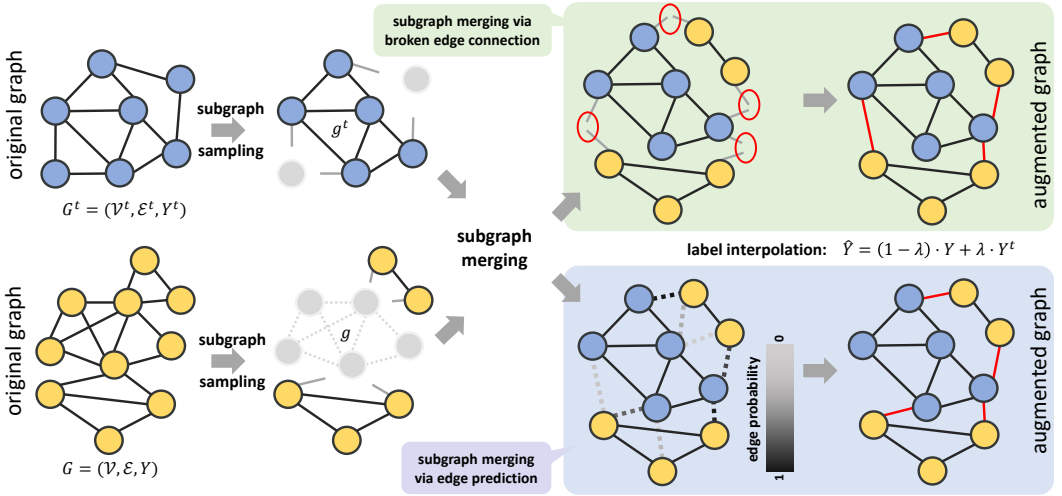 original graph
subgraph
sampling
g^t
G^t = (𝒱^t, ℰ^t, Y^t)
original graph
subgraph
sampling
g
G = (𝒱, ℰ, Y)
subgraph
merging
subgraph merging via
broken edge connection
augmented graph
label interpolation: Ŷ = (1 − λ) · Y + λ · Y^t
subgraph merging
via edge prediction
edge probability
0
1
augmented graph